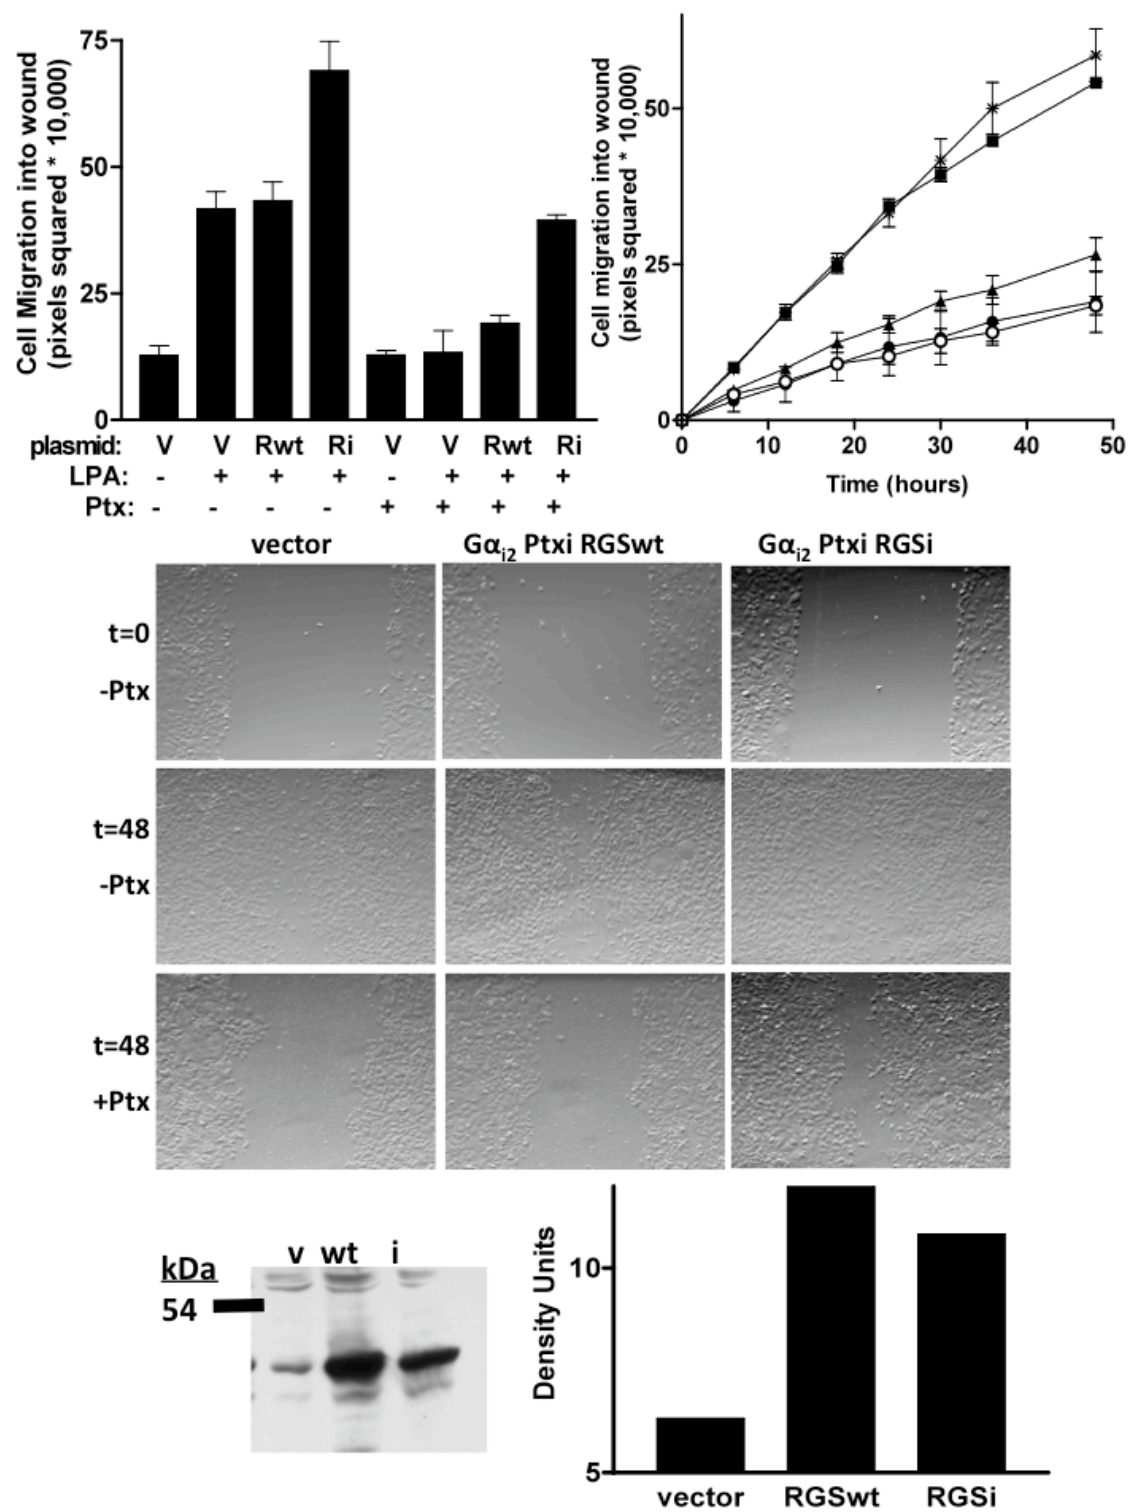 Cell Migration into wound
(pixels squared * 10,000)
75
50
25
0
plasmid: V V Rwt Ri V V Rwt Ri
LPA: - + + + - + + +
Ptx: - - - - + + + +
Cell migration into wound
(pixels squared * 10,000)
50
25
0
0 10 20 30 40 50
Time (hours)
vector Gαi2 Ptxi RGSwt Gαi2 Ptxi RGSi
t=0
-Ptx
t=48
-Ptx
t=48
+Ptx
kDa
v wt i
54
Density Units
10
5
vector RGSwt RGSi